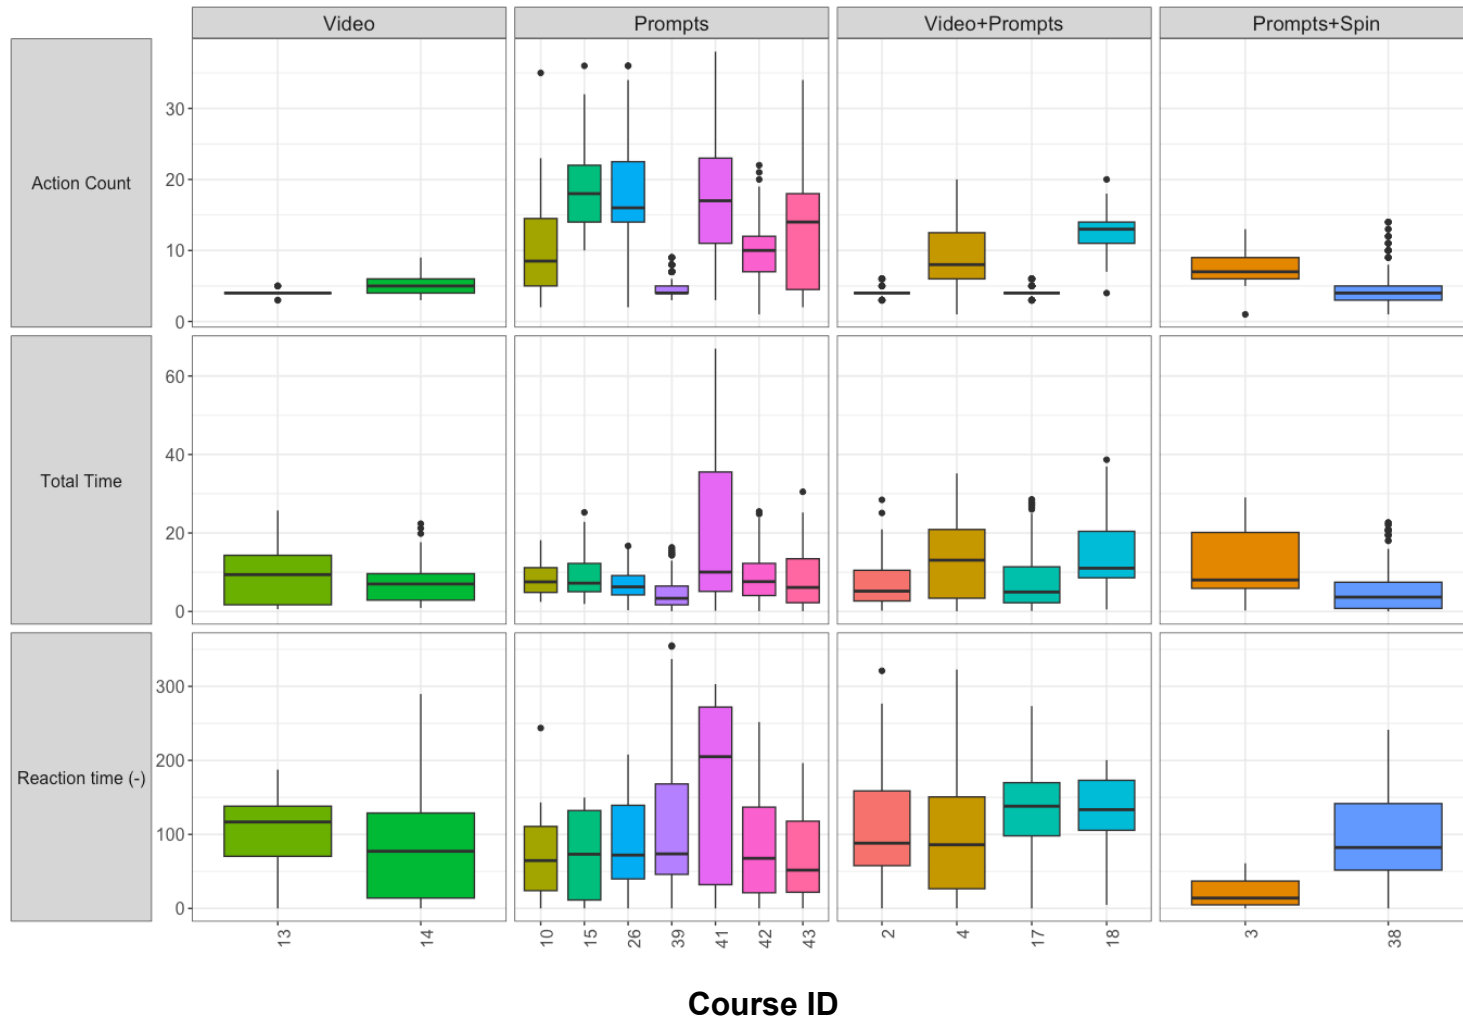 Video Prompts Video+Prompts Prompts+Spin
Action Count
30
20
10
0
Total Time
60
40
20
0
Reaction time (-)
300
200
100
0
13 14 10 15 26 39 41 42 43 2 4 17 18 3 38
Course ID